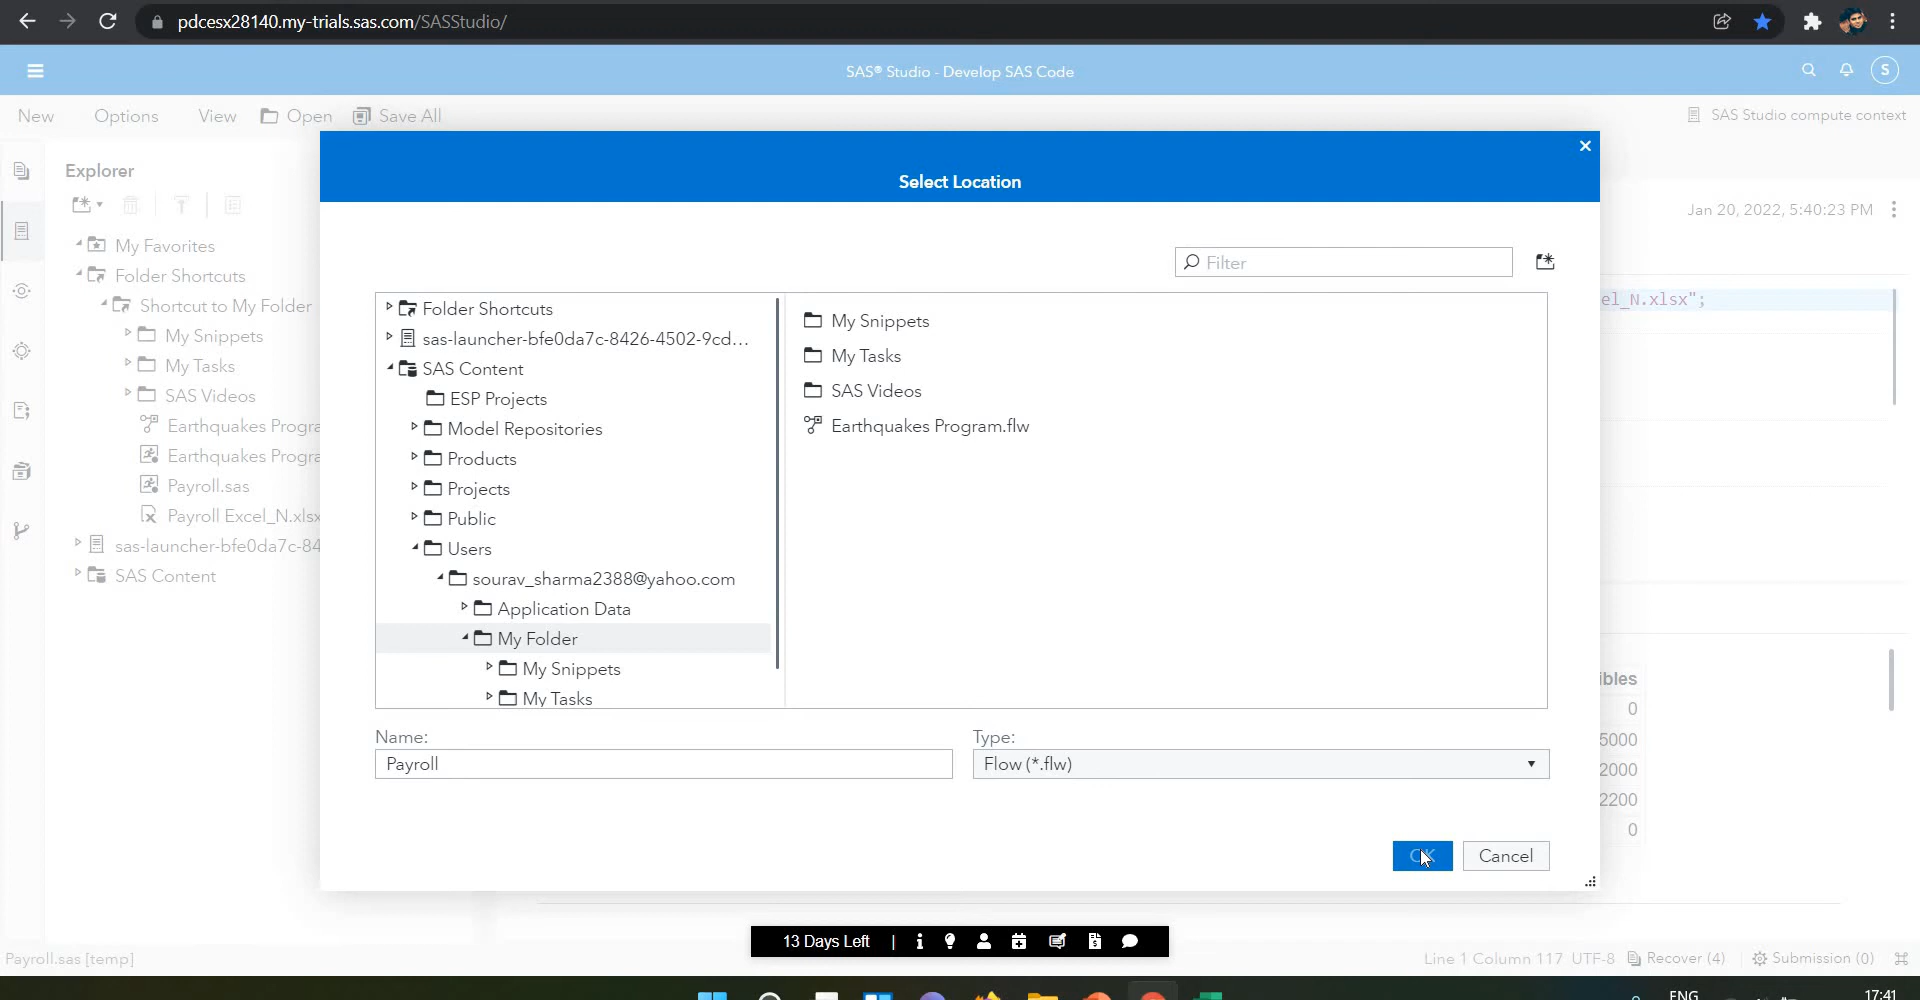 pdcesx28140.my-trials.sas.com/SASStudio/
SAS® Studio - Develop SAS Code
S
New Options View Open Save All
SAS Studio compute context
Explorer
My Favorites
Folder Shortcuts
Shortcut to My Folder
My Snippets
My Tasks
SAS Videos
Earthquakes Progra
Earthquakes Progra
Payroll.sas
Payroll Excel_N.xlsx
sas-launcher-bfe0da7c-84
SAS Content
Select Location
Filter
Folder Shortcuts
sas-launcher-bfe0da7c-8426-4502-9cd...
SAS Content
ESP Projects
Model Repositories
Products
Projects
Public
Users
sourav_sharma2388@yahoo.com
Application Data
My Folder
My Snippets
My Tasks
My Snippets
My Tasks
SAS Videos
Earthquakes Program.flw
Name:
Payroll
Type:
Flow (*.flw)
OK Cancel
Jan 20, 2022, 5:40:23 PM
el_N.xlsx";
ibles
0
5000
2000
2200
0
13 Days Left
Payroll.sas [temp]
Line 1 Column 117 UTF-8 Recover (4) Submission (0)
ENG
17:41